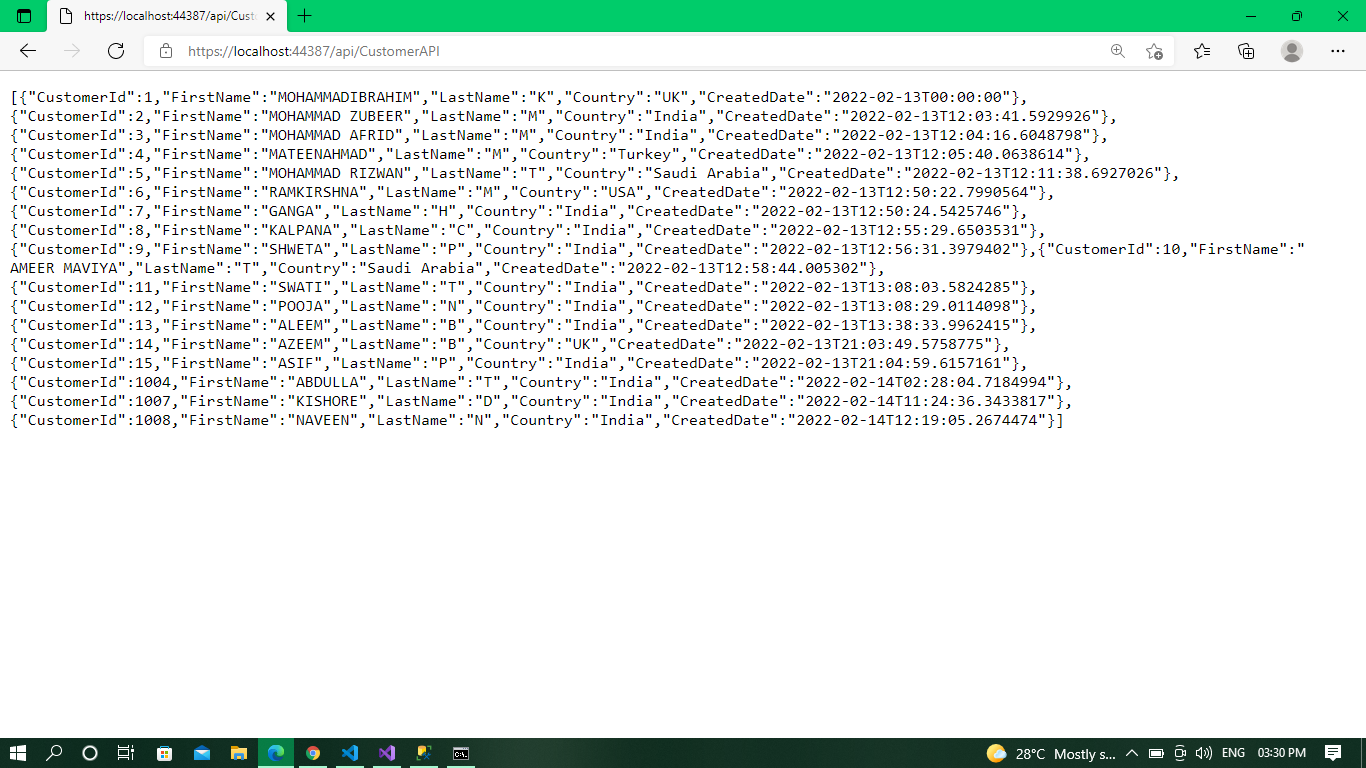 https://localhost:44387/api/Custo
https://localhost:44387/api/CustomerAPI
[{"CustomerId":1,"FirstName":"MOHAMMADIBRAHIM","LastName":"K","Country":"UK","CreatedDate":"2022-02-13T00:00:00"},
{"CustomerId":2,"FirstName":"MOHAMMAD ZUBEER","LastName":"M","Country":"India","CreatedDate":"2022-02-13T12:03:41.5929926"},
{"CustomerId":3,"FirstName":"MOHAMMAD AFRID","LastName":"M","Country":"India","CreatedDate":"2022-02-13T12:04:16.6048798"},
{"CustomerId":4,"FirstName":"MATEENAHMAD","LastName":"M","Country":"Turkey","CreatedDate":"2022-02-13T12:05:40.0638614"},
{"CustomerId":5,"FirstName":"MOHAMMAD RIZWAN","LastName":"T","Country":"Saudi Arabia","CreatedDate":"2022-02-13T12:11:38.6927026"},
{"CustomerId":6,"FirstName":"RAMKIRSHNA","LastName":"M","Country":"USA","CreatedDate":"2022-02-13T12:50:22.7990564"},
{"CustomerId":7,"FirstName":"GANGA","LastName":"H","Country":"India","CreatedDate":"2022-02-13T12:50:24.5425746"},
{"CustomerId":8,"FirstName":"KALPANA","LastName":"C","Country":"India","CreatedDate":"2022-02-13T12:55:29.6503531"},
{"CustomerId":9,"FirstName":"SHWETA","LastName":"P","Country":"India","CreatedDate":"2022-02-13T12:56:31.3979402"},{"CustomerId":10,"FirstName":"
AMEER MAVIYA","LastName":"T","Country":"Saudi Arabia","CreatedDate":"2022-02-13T12:58:44.005302"},
{"CustomerId":11,"FirstName":"SWATI","LastName":"T","Country":"India","CreatedDate":"2022-02-13T13:08:03.5824285"},
{"CustomerId":12,"FirstName":"POOJA","LastName":"N","Country":"India","CreatedDate":"2022-02-13T13:08:29.0114098"},
{"CustomerId":13,"FirstName":"ALEEM","LastName":"B","Country":"India","CreatedDate":"2022-02-13T13:38:33.9962415"},
{"CustomerId":14,"FirstName":"AZEEM","LastName":"B","Country":"UK","CreatedDate":"2022-02-13T21:03:49.5758775"},
{"CustomerId":15,"FirstName":"ASIF","LastName":"P","Country":"India","CreatedDate":"2022-02-13T21:04:59.6157161"},
{"CustomerId":1004,"FirstName":"ABDULLA","LastName":"T","Country":"India","CreatedDate":"2022-02-14T02:28:04.7184994"},
{"CustomerId":1007,"FirstName":"KISHORE","LastName":"D","Country":"India","CreatedDate":"2022-02-14T11:24:36.3433817"},
{"CustomerId":1008,"FirstName":"NAVEEN","LastName":"N","Country":"India","CreatedDate":"2022-02-14T12:19:05.2674474"}]
28°C Mostly s... ENG 03:30 PM